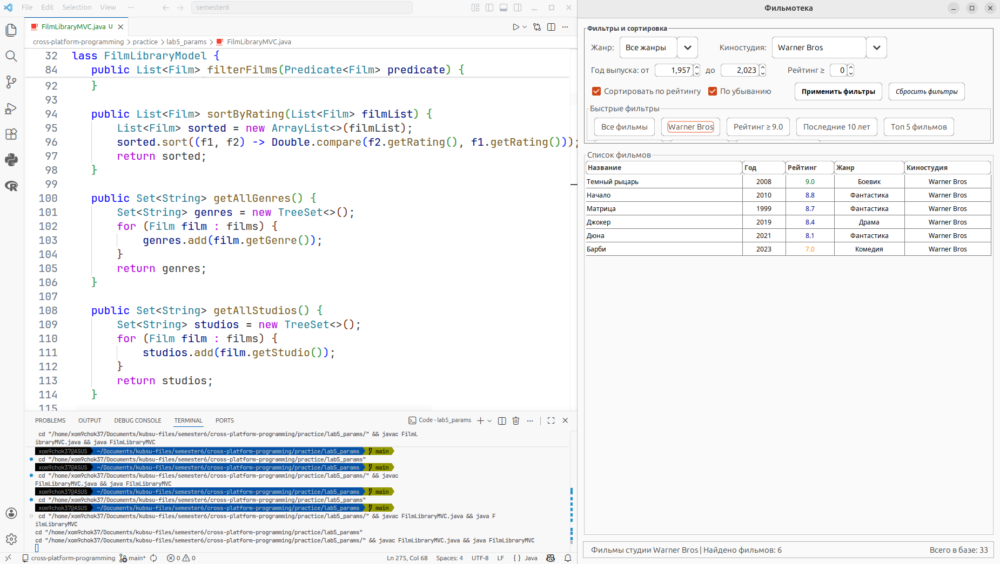 File Edit Selection View ··· semester6
FilmLibraryMVC.java U
cross-platform-programming > practice > lab5_params > FilmLibraryMVC.java
32 lass FilmLibraryModel {
84 public List<Film> filterFilms(Predicate<Film> predicate) {
92 }
93
94 public List<Film> sortByRating(List<Film> filmList) {
95 List<Film> sorted = new ArrayList<>(filmList);
96 sorted.sort((f1, f2) -> Double.compare(f2.getRating(), f1.getRating()));
97 return sorted;
98 }
99
100 public Set<String> getAllGenres() {
101 Set<String> genres = new TreeSet<>();
102 for (Film film : films) {
103 genres.add(film.getGenre());
104 }
105 return genres;
106 }
107
108 public Set<String> getAllStudios() {
109 Set<String> studios = new TreeSet<>();
110 for (Film film : films) {
111 studios.add(film.getStudio());
112 }
113 return studios;
114 }
115
PROBLEMS OUTPUT DEBUG CONSOLE TERMINAL PORTS Code - lab5_params
cd "/home/xom9chok37/Documents/kubsu-files/semester6/cross-platform-programming/practice/lab5_params/" && javac FilmL
ibraryMVC.java && java FilmLibraryMVC
xom9chok37@ASUS ~/Documents/kubsu-files/semester6/cross-platform-programming/practice/lab5_params main
cd "/home/xom9chok37/Documents/kubsu-files/semester6/cross-platform-programming/practice/lab5_params"
xom9chok37@ASUS ~/Documents/kubsu-files/semester6/cross-platform-programming/practice/lab5_params main
cd "/home/xom9chok37/Documents/kubsu-files/semester6/cross-platform-programming/practice/lab5_params/" && javac
FilmLibraryMVC.java && java FilmLibraryMVC
xom9chok37@ASUS ~/Documents/kubsu-files/semester6/cross-platform-programming/practice/lab5_params main
cd "/home/xom9chok37/Documents/kubsu-files/semester6/cross-platform-programming/practice/lab5_params"
xom9chok37@ASUS ~/Documents/kubsu-files/semester6/cross-platform-programming/practice/lab5_params main
cd "/home/xom9chok37/Documents/kubsu-files/semester6/cross-platform-programming/practice/lab5_params/" && javac FilmLibraryMVC.java && java F
ilmLibraryMVC
cd "/home/xom9chok37/Documents/kubsu-files/semester6/cross-platform-programming/practice/lab5_params"
cd "/home/xom9chok37/Documents/kubsu-files/semester6/cross-platform-programming/practice/lab5_params/" && javac FilmLibraryMVC.java && java FilmLibraryMVC
cross-platform-programming main* 0 0 Ln 275, Col 68 Spaces: 4 UTF-8 LF {} Java
Фильмотека
Фильтры и сортировка
Жанр: Все жанры Киностудия: Warner Bros
Год выпуска: от 1,957 до 2,023 Рейтинг ≥ 0
Сортировать по рейтингу По убыванию Применить фильтры Сбросить фильтры
Быстрые фильтры
Все фильмы Warner Bros Рейтинг ≥ 9.0 Последние 10 лет Топ 5 фильмов
Список фильмов
Название Год Рейтинг Жанр Киностудия
Темный рыцарь 2008 9.0 Боевик Warner Bros
Начало 2010 8.8 Фантастика Warner Bros
Матрица 1999 8.7 Фантастика Warner Bros
Джокер 2019 8.4 Драма Warner Bros
Дюна 2021 8.1 Фантастика Warner Bros
Барби 2023 7.0 Комедия Warner Bros
Фильмы студии Warner Bros | Найдено фильмов: 6 Всего в базе: 33